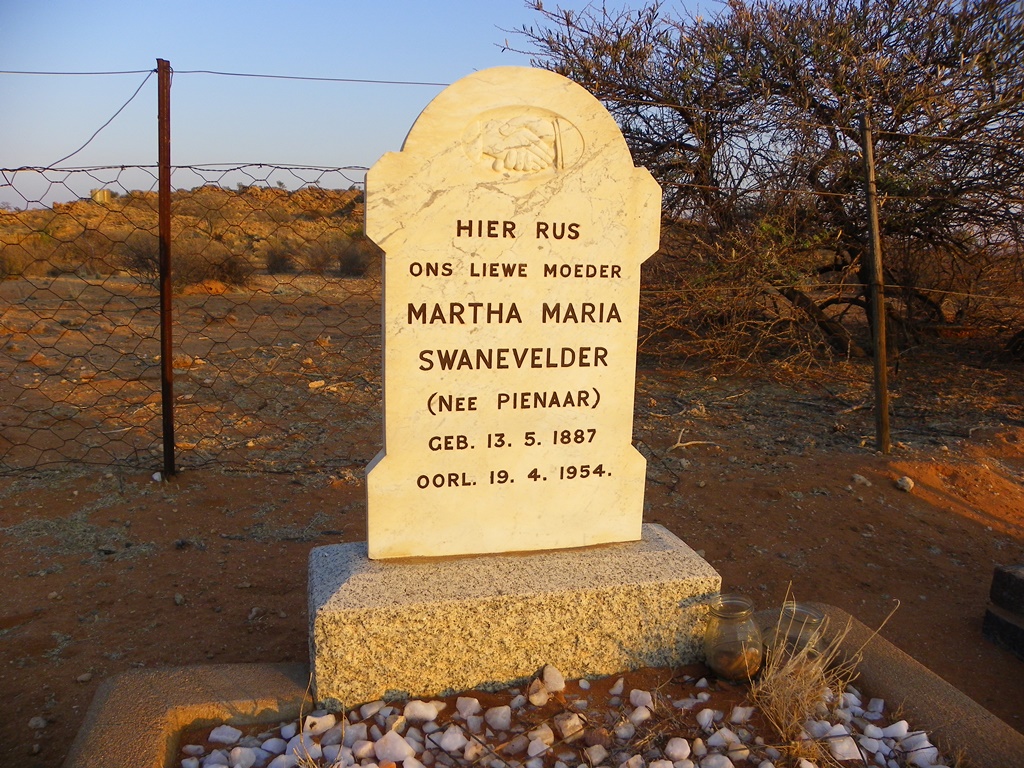 HIER RUS
ONS LIEWE MOEDER
MARTHA MARIA
SWANEVELDER
(NEE PIENAAR)
GEB. 13. 5. 1887
OORL. 19. 4. 1954.